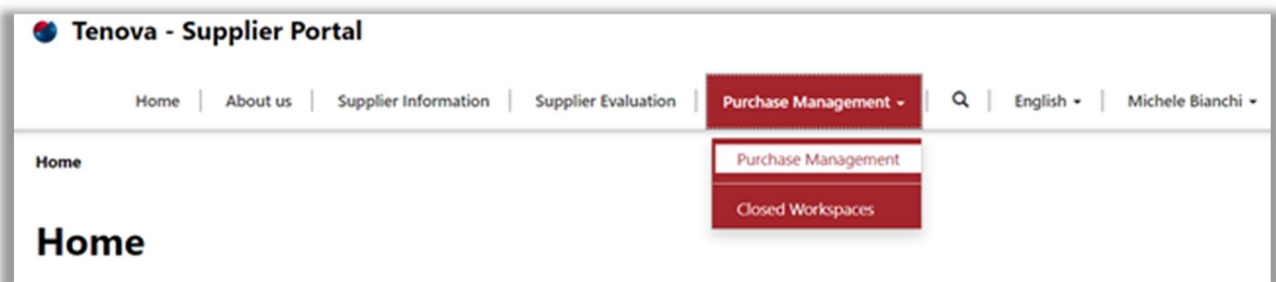 Tenova - Supplier Portal
Home About us Supplier Information Supplier Evaluation Purchase Management English Michele Bianchi
Purchase Management
Closed Workspaces
Home
Home